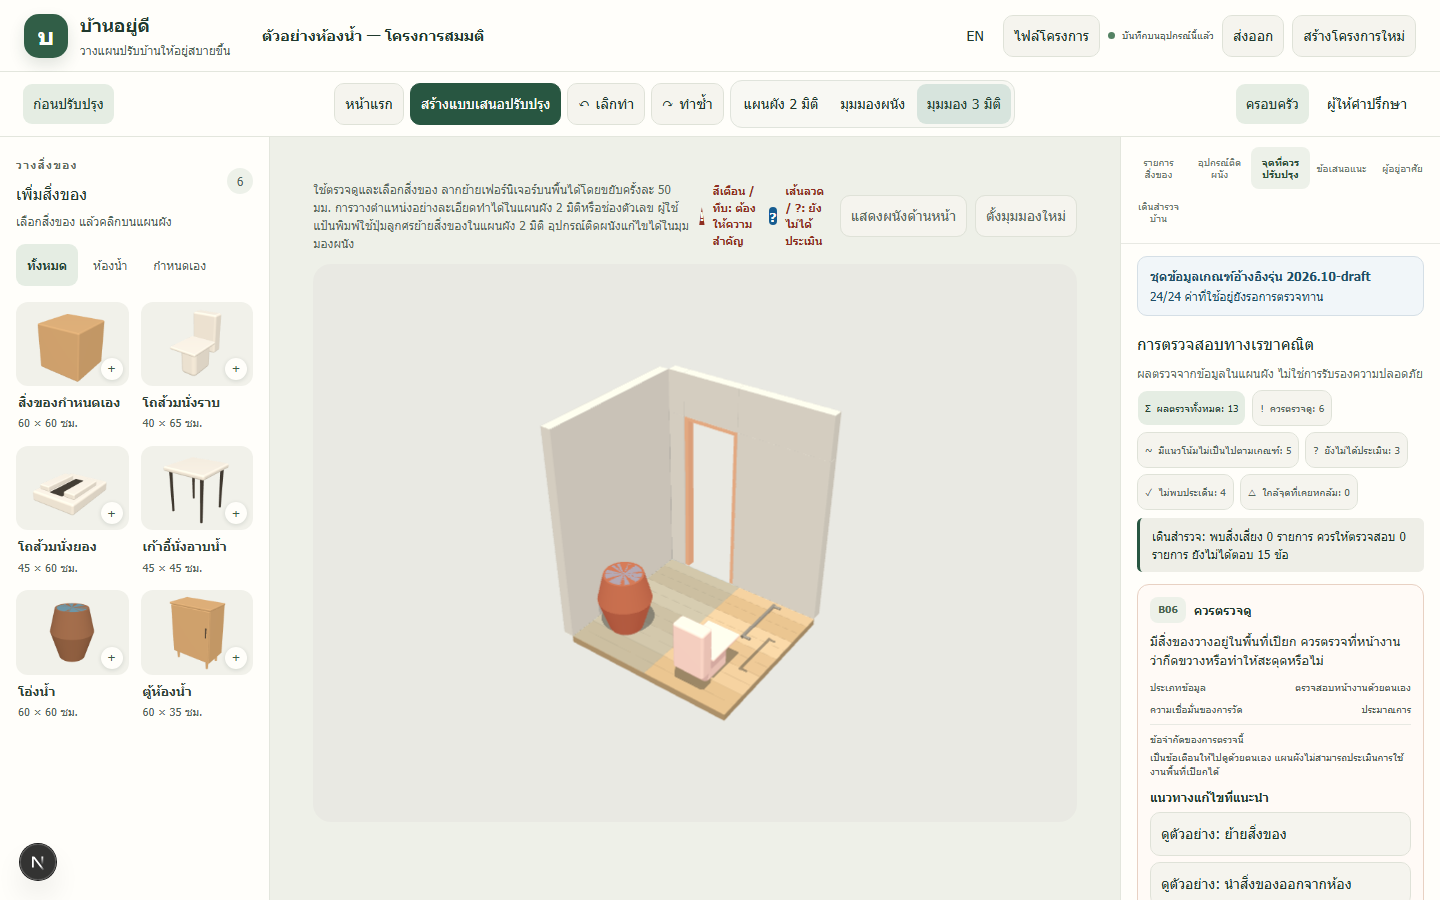 บ
บ้านอยู่ดี
วางแผนปรับบ้านให้อยู่สบายขึ้น
ตัวอย่างห้องน้ำ — โครงการสมมติ
EN
ไฟล์โครงการ
บันทึกบนอุปกรณ์นี้แล้ว
ส่งออก
สร้างโครงการใหม่
ก่อนปรับปรุง
หน้าแรก
สร้างแบบเสนอปรับปรุง
↶ เลิกทำ
↷ ทำซ้ำ
แผนผัง 2 มิติ
มุมมองผนัง
มุมมอง 3 มิติ
ครอบครัว
ผู้ให้คำปรึกษา
วางสิ่งของ
เพิ่มสิ่งของ
6
เลือกสิ่งของ แล้วคลิกบนแผนผัง
ทั้งหมด
ห้องน้ำ
กำหนดเอง
+
+
สิ่งของกำหนดเอง
60 × 60 ซม.
โถส้วมนั่งราบ
40 × 65 ซม.
+
+
โถส้วมนั่งยอง
45 × 60 ซม.
เก้าอี้นั่งอาบน้ำ
45 × 45 ซม.
+
+
โอ่งน้ำ
60 × 60 ซม.
ตู้ห้องน้ำ
60 × 35 ซม.
N
ใช้ตรวจดูและเลือกสิ่งของ ลากย้ายเฟอร์นิเจอร์บนพื้นได้โดยขยับครั้งละ 50
มม. การวางตำแหน่งอย่างละเอียดทำได้ในแผนผัง 2 มิติหรือช่องตัวเลข ผู้ใช้
แป้นพิมพ์ใช้ปุ่มลูกศรย้ายสิ่งของในแผนผัง 2 มิติ อุปกรณ์ติดผนังแก้ไขได้ในมุม
มองผนัง
!
สีเตือน /
ทึบ: ต้อง
ให้ความ
สำคัญ
?
เส้นลวด
/ ?: ยัง
ไม่ได้
ประเมิน
แสดงผนังด้านหน้า
ตั้งมุมมองใหม่
รายการ
สิ่งของ
อุปกรณ์ติด
ผนัง
จุดที่ควร
ปรับปรุง
ข้อเสนอแนะ
ผู้อยู่อาศัย
เดินสำรวจ
บ้าน
ชุดข้อมูลเกณฑ์อ้างอิงรุ่น 2026.10-draft
24/24 ค่าที่ใช้อยู่ยังรอการตรวจทาน
การตรวจสอบทางเรขาคณิต
ผลตรวจจากข้อมูลในแผนผัง ไม่ใช่การรับรองความปลอดภัย
Σ ผลตรวจทั้งหมด: 13
! ควรตรวจดู: 6
~ มีแนวโน้มไม่เป็นไปตามเกณฑ์: 5
? ยังไม่ได้ประเมิน: 3
✓ ไม่พบประเด็น: 4
△ ใกล้จุดที่เคยหกล้ม: 0
เดินสำรวจ: พบสิ่งเสี่ยง 0 รายการ ควรให้ตรวจสอบ 0
รายการ ยังไม่ได้ตอบ 15 ข้อ
B06
ควรตรวจดู
มีสิ่งของวางอยู่ในพื้นที่เปียก ควรตรวจที่หน้างาน
ว่ากีดขวางหรือทำให้สะดุดหรือไม่
ประเภทข้อมูล
ตรวจสอบหน้างานด้วยตนเอง
ความเชื่อมั่นของการวัด
ประมาณการ
ข้อจำกัดของการตรวจนี้
เป็นข้อเตือนให้ไปดูด้วยตนเอง แผนผังไม่สามารถประเมินการใช้
งานพื้นที่เปียกได้
แนวทางแก้ไขที่แนะนำ
ดูตัวอย่าง: ย้ายสิ่งของ
ดูตัวอย่าง: นำสิ่งของออกจากห้อง